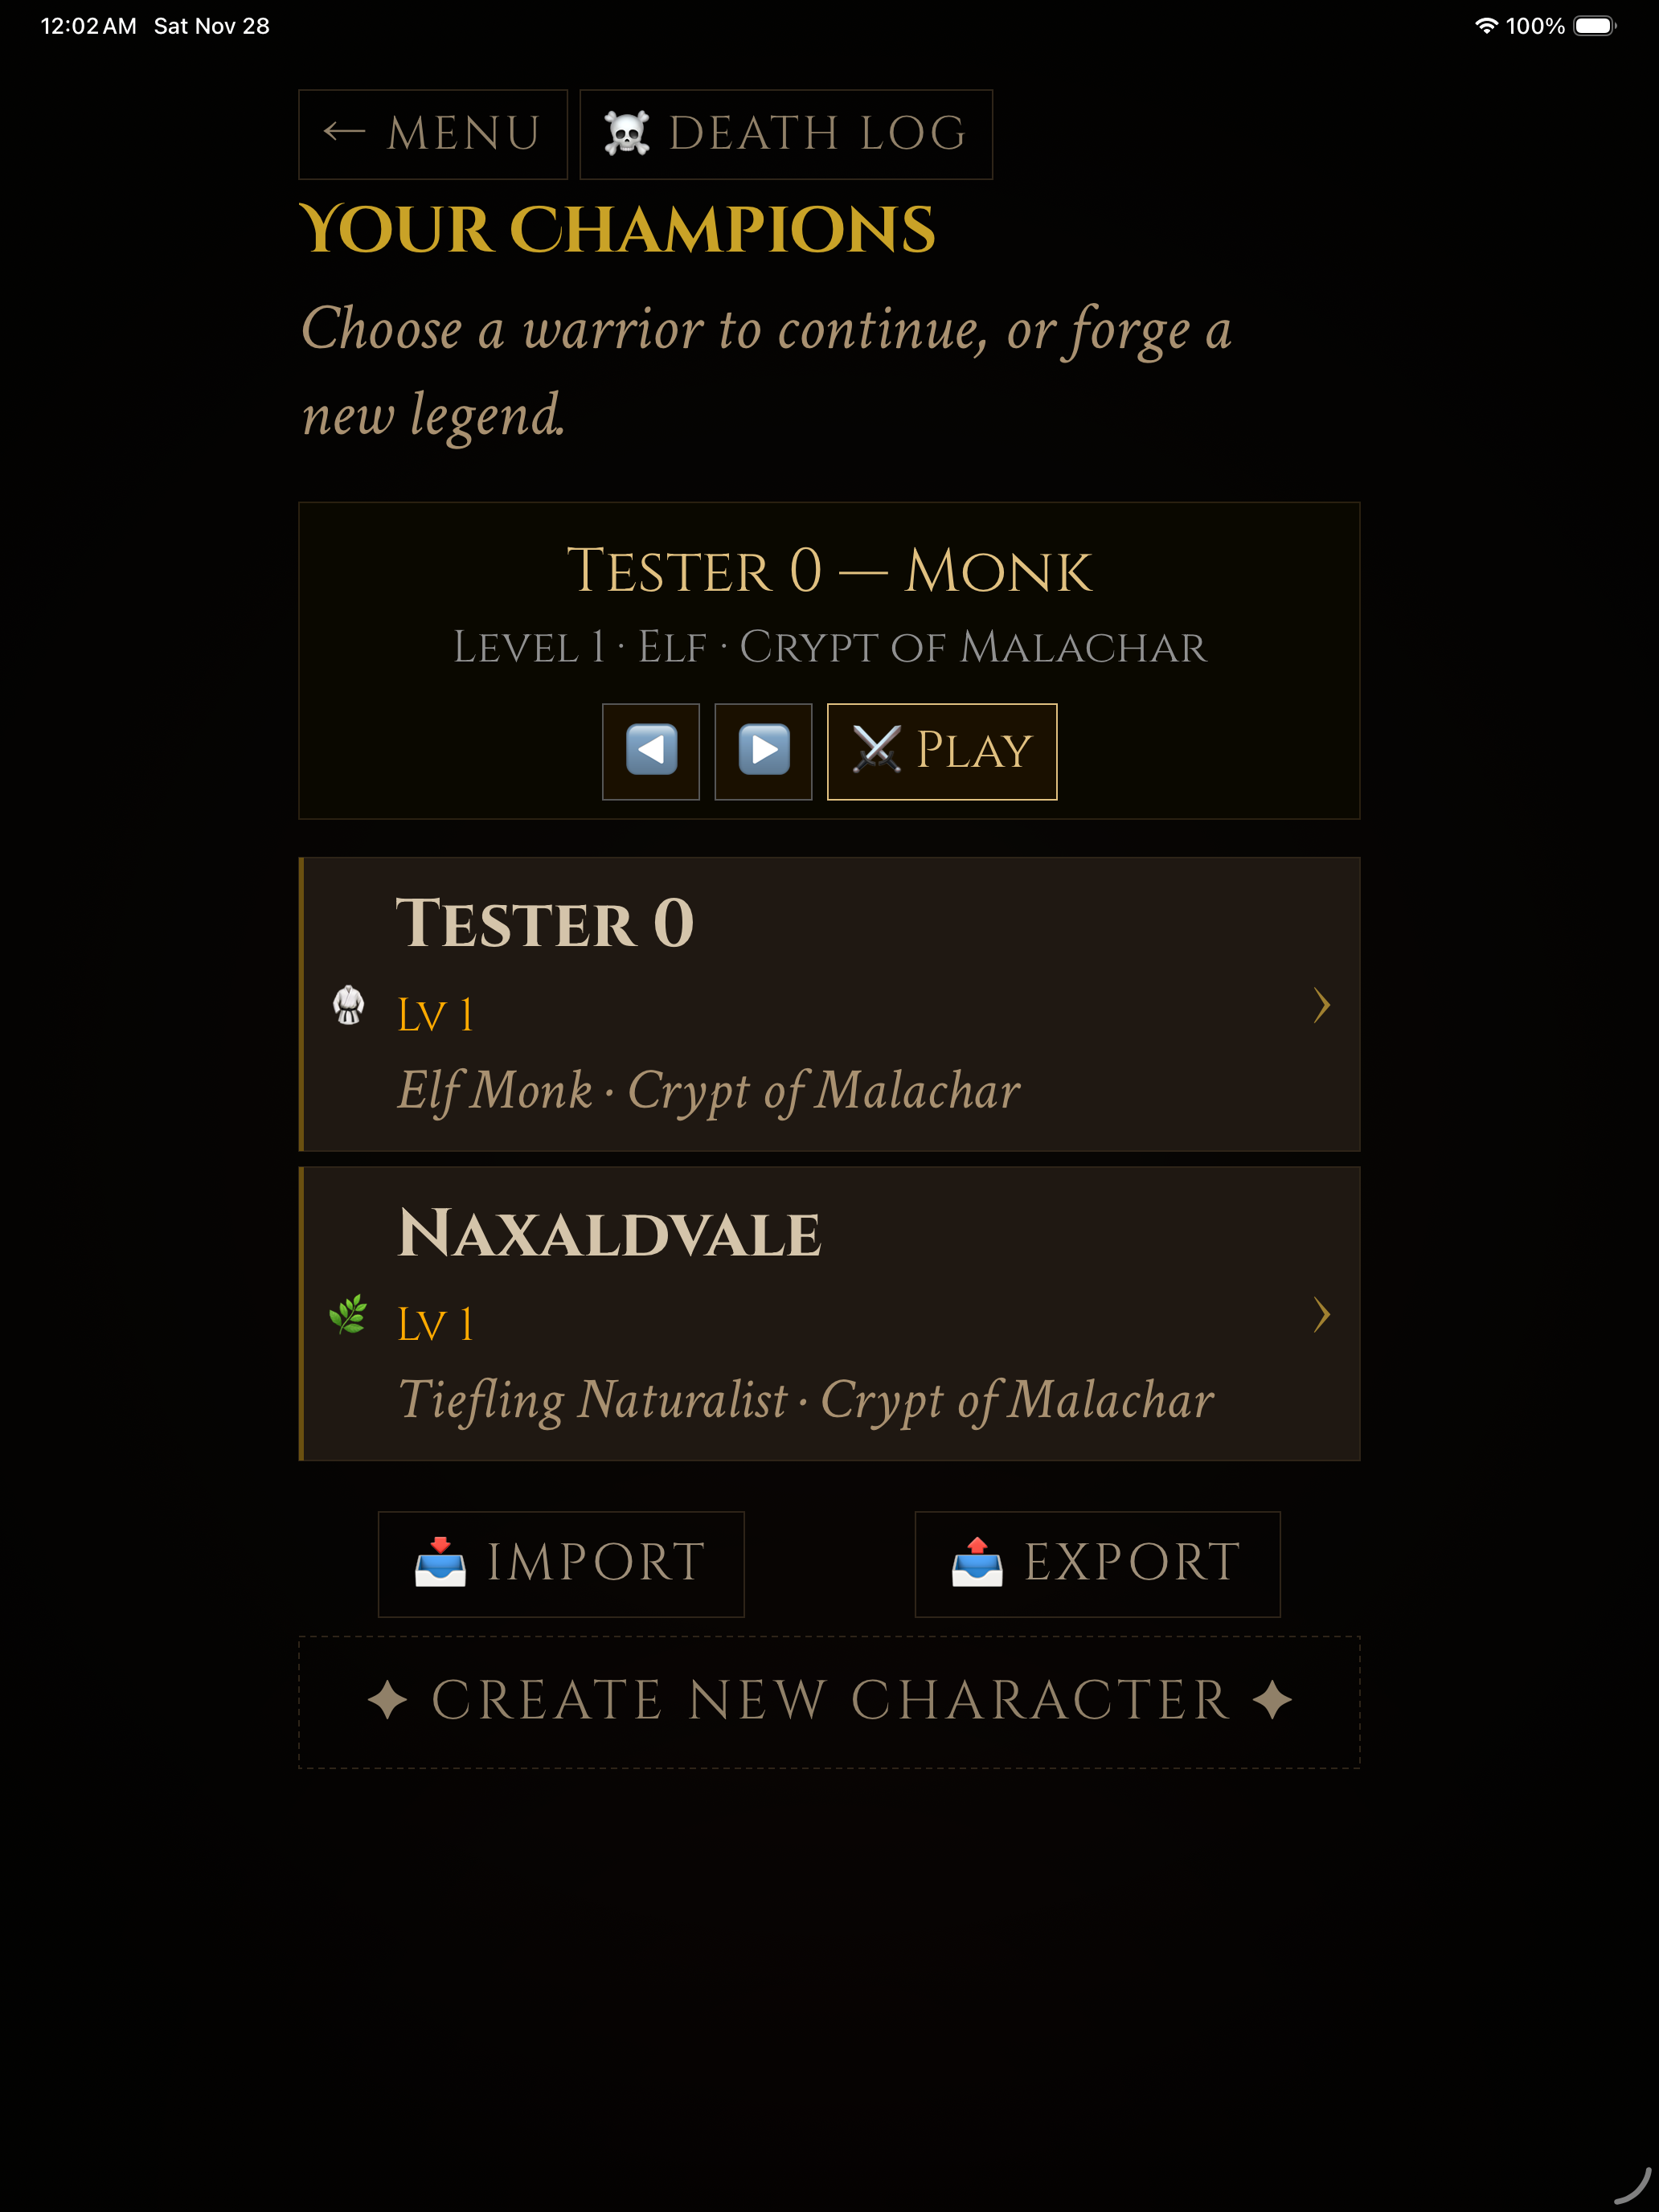 12:02 AM Sat Nov 28
100%
← MENU
☠️ DEATH LOG
Your Champions
Choose a warrior to continue, or forge a
new legend.
Tester 0 — Monk
Level 1 · Elf · Crypt of Malachar
◀️ ▶️ ⚔️ Play
Tester 0
Lv 1
Elf Monk · Crypt of Malachar
Naxaldvale
Lv 1
Tiefling Naturalist · Crypt of Malachar
📥 IMPORT
📤 EXPORT
✦ CREATE NEW CHARACTER ✦